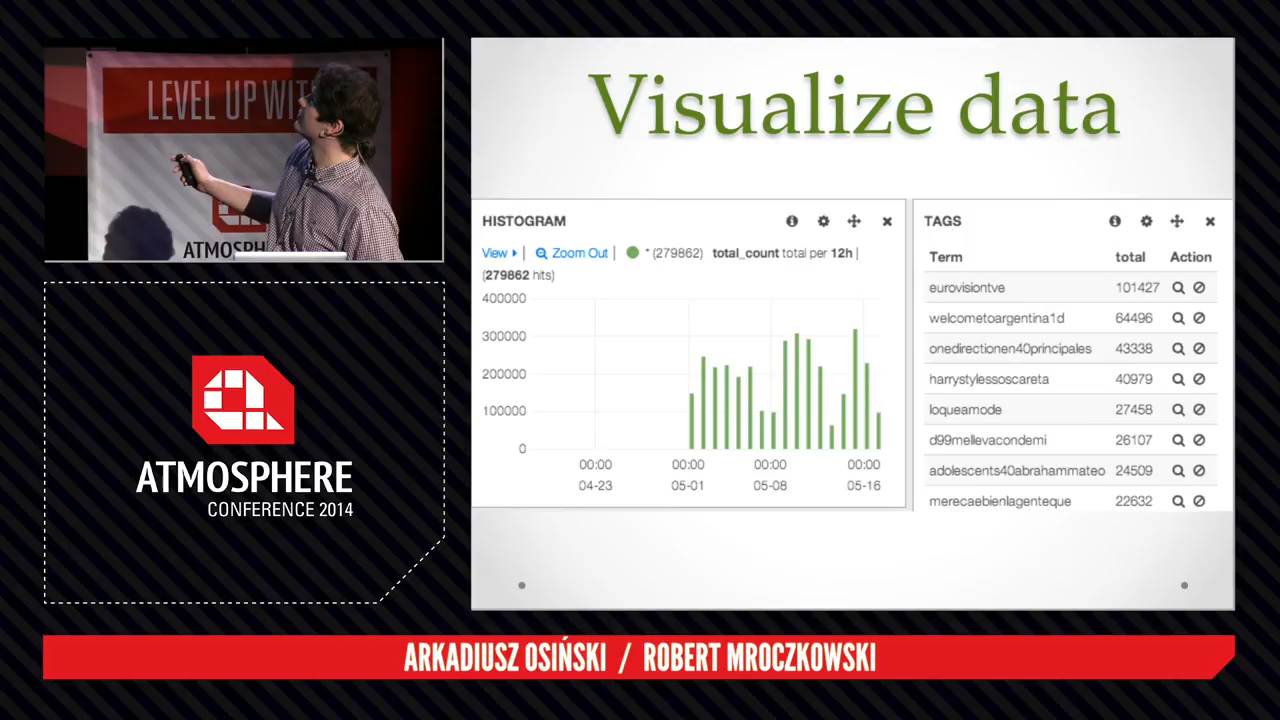 LEVEL UP WIT
ATMOSPH
ATMOSPHERE
CONFERENCE 2014
Visualize data
HISTOGRAM
View | Zoom Out | * (279862) total_count total per 12h |
(279862 hits)
400000
300000
200000
100000
0
00:00 00:00 00:00 00:00
04-23 05-01 05-08 05-16
TAGS
Term total Action
eurovisiontve 101427
welcometoargentina1d 64496
onedirectionen40principales 43338
harrystylessoscareta 40979
loqueamode 27458
d99mellevacondemi 26107
adolescents40abrahammateo 24509
merecaebienlagenteque 22632
ARKADIUSZ OSIŃSKI / ROBERT MROCZKOWSKI